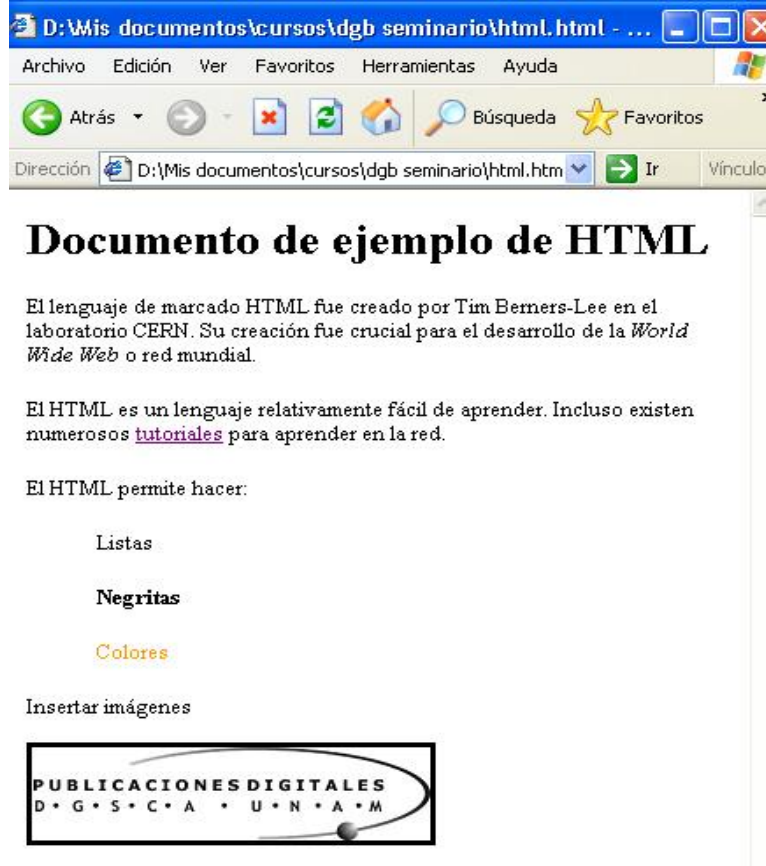 D:\Mis documentos\cursos\dgb seminario\html.html - ...
Archivo Edición Ver Favoritos Herramientas Ayuda
Atrás Búsqueda Favoritos
Dirección D:\Mis documentos\cursos\dgb seminario\html.htm Ir Vínculo
Documento de ejemplo de HTML
El lenguaje de marcado HTML fue creado por Tim Berners-Lee en el
laboratorio CERN. Su creación fue crucial para el desarrollo de la World
Wide Web o red mundial.
El HTML es un lenguaje relativamente fácil de aprender. Incluso existen
numerosos tutoriales para aprender en la red.
El HTML permite hacer:
Listas
Negritas
Colores
Insertar imágenes
PUBLICACIONES DIGITALES
D • G • S • C • A • U • N • A • M